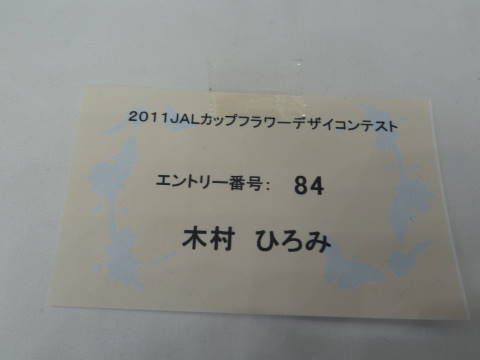 2011JALカップフラワーデザイコンテスト
エントリー番号: 84
木村 ひろみ